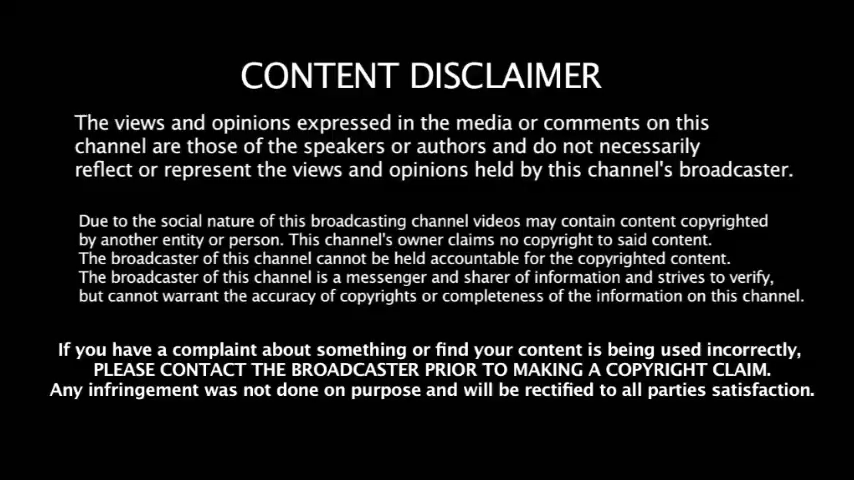 CONTENT DISCLAIMER
The views and opinions expressed in the media or comments on this
channel are those of the speakers or authors and do not necessarily
reflect or represent the views and opinions held by this channel's broadcaster.
Due to the social nature of this broadcasting channel videos may contain content copyrighted
by another entity or person. This channel's owner claims no copyright to said content.
The broadcaster of this channel cannot be held accountable for the copyrighted content.
The broadcaster of this channel is a messenger and sharer of information and strives to verify,
but cannot warrant the accuracy of copyrights or completeness of the information on this channel.
If you have a complaint about something or find your content is being used incorrectly,
PLEASE CONTACT THE BROADCASTER PRIOR TO MAKING A COPYRIGHT CLAIM.
Any infringement was not done on purpose and will be rectified to all parties satisfaction.